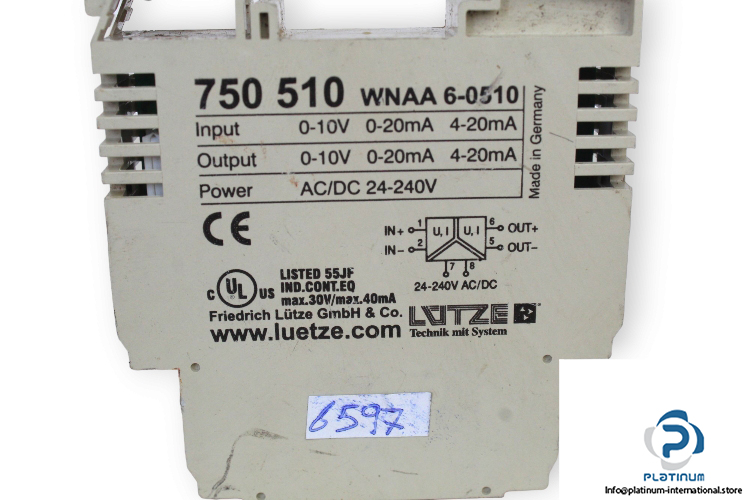 750 510 WNAA 6-0510
Input 0-10V 0-20mA 4-20mA
Output 0-10V 0-20mA 4-20mA
Power AC/DC 24-240V
Made in Germany
CE
IN+ 1 U, I U, I 6 OUT+
IN− 2 5 OUT−
7 8
24-240V AC/DC
C UL US LISTED 55JF
IND.CONT.EQ
max.30V/max.40mA
Friedrich Lütze GmbH & Co.
www.luetze.com
LÜTZE
Technik mit System
6597
PLATINUM
Info@platinum-international.store